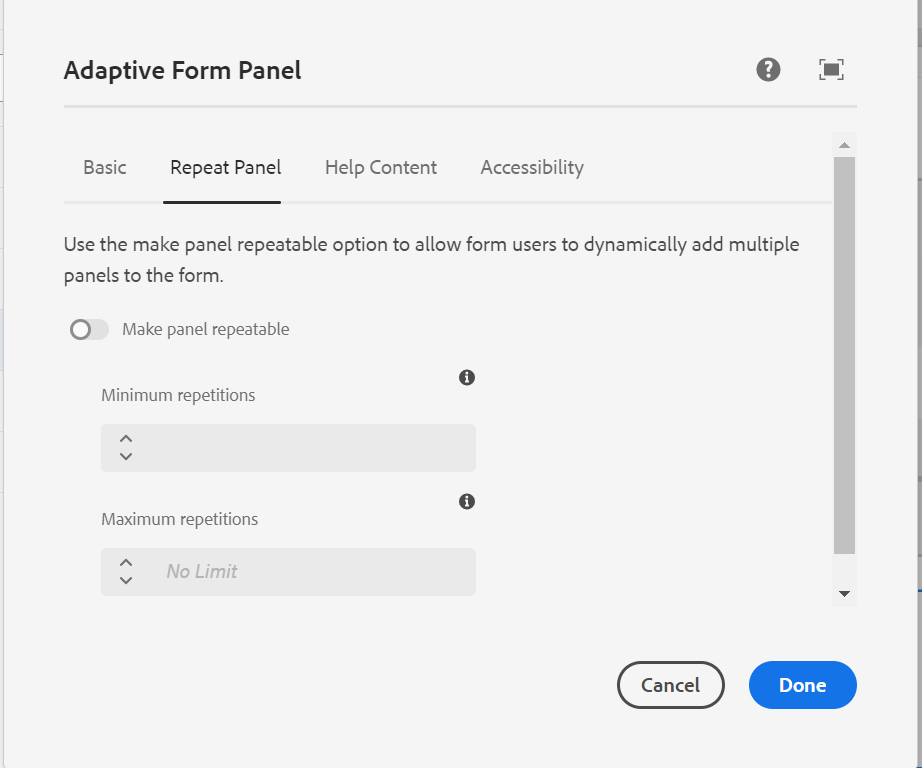 Adaptive Form Panel
Basic
Repeat Panel
Help Content
Accessibility
Use the make panel repeatable option to allow form users to dynamically add multiple
panels to the form.
Make panel repeatable
Minimum repetitions
Maximum repetitions
No Limit
Cancel
Done